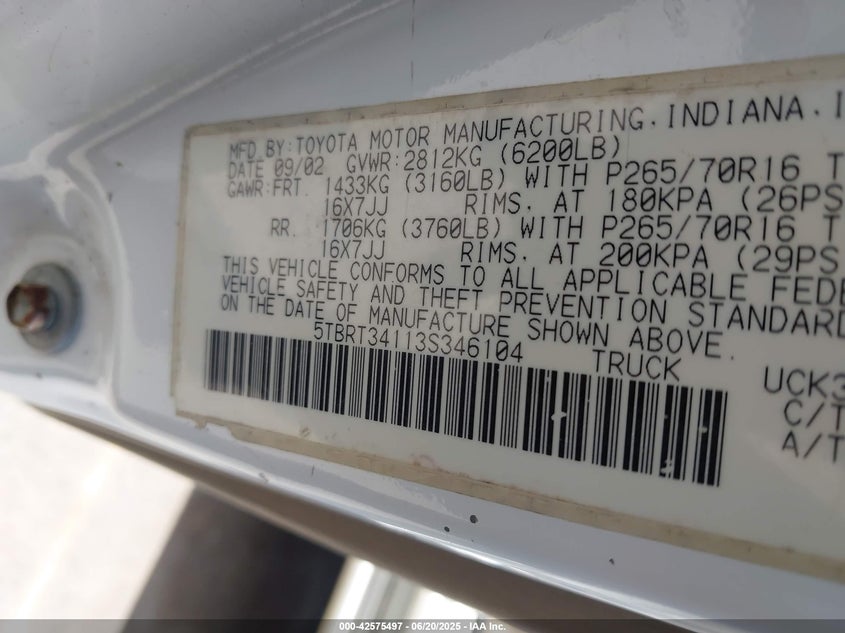 MFD. BY: TOYOTA MOTOR MANUFACTURING. INDIANA. I
DATE 09/02 GVWR: 2812KG (6200LB)
GAWR: FRT. 1433KG (3160LB) WITH P265/70R16 T
16X7JJ RIMS. AT 180KPA (26PS
RR. 1706KG (3760LB) WITH P265/70R16 T
16X7JJ RIMS. AT 200KPA (29PS
THIS VEHICLE CONFORMS TO ALL APPLICABLE FEDE
VEHICLE SAFETY AND THEFT PREVENTION STANDARD
ON THE DATE OF MANUFACTURE SHOWN ABOVE.
5TBRT34113S346104 TRUCK
UCK3
C/T
A/T
000-42575497 - 06/20/2025 - IAAI.COM